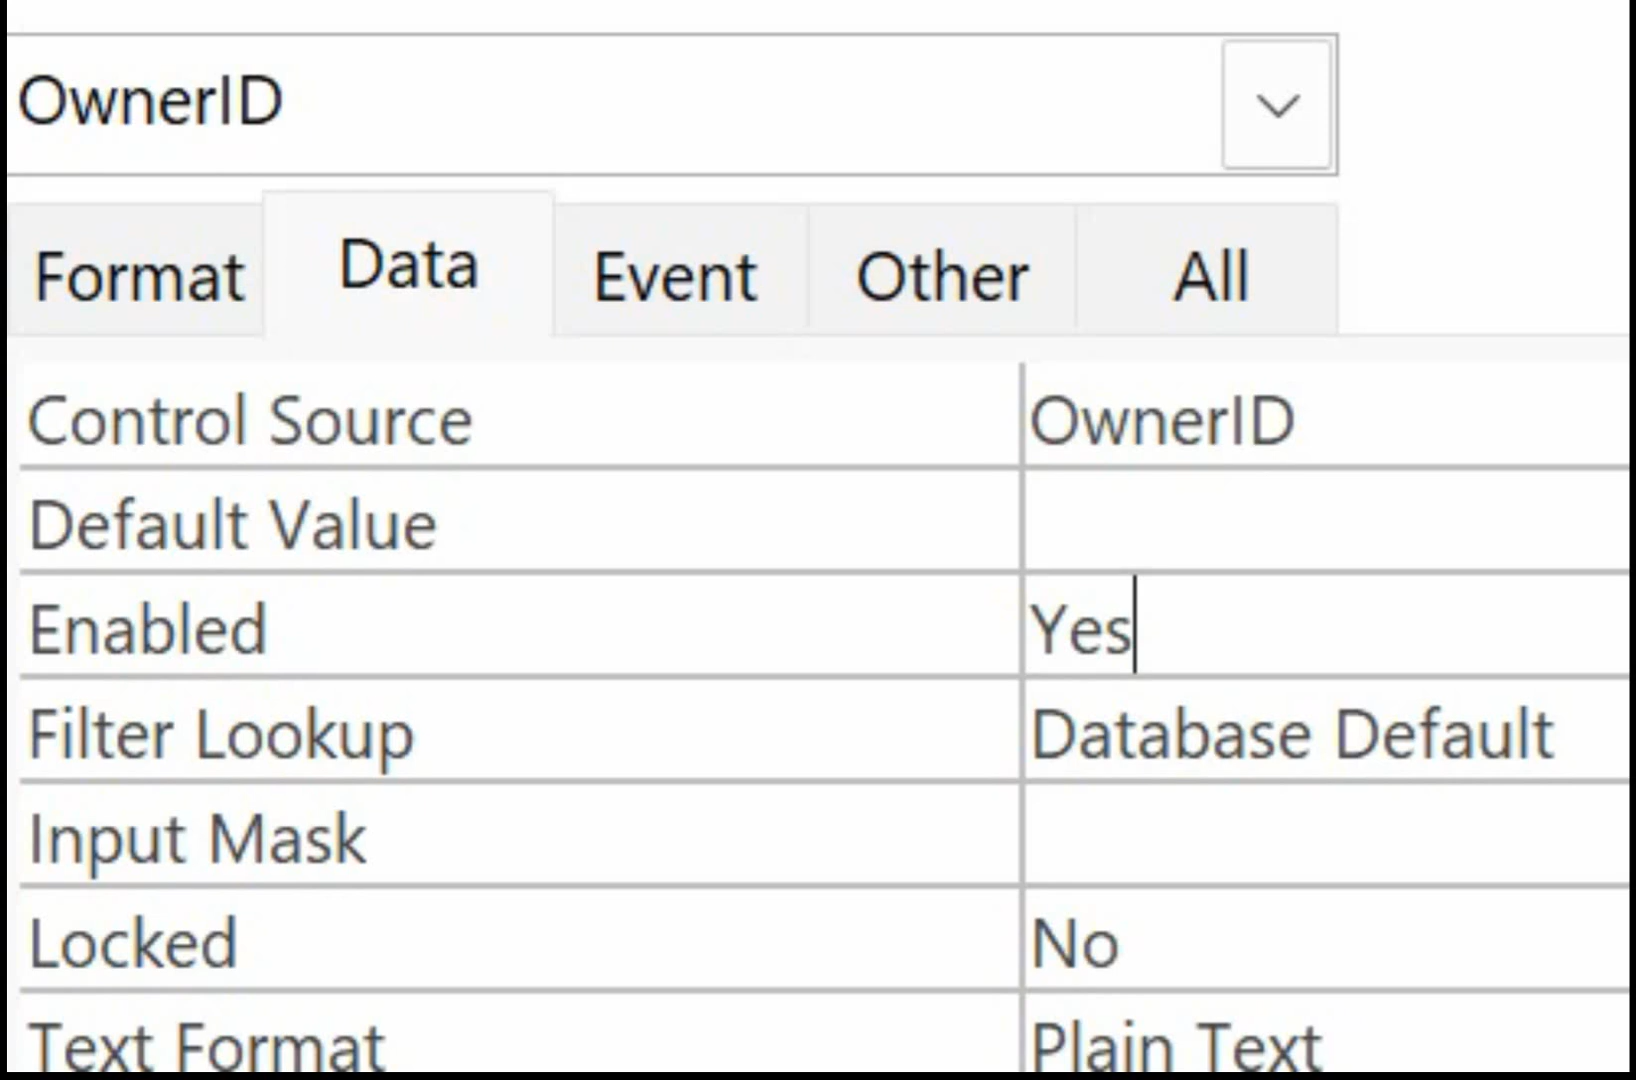 OwnerID
Format Data Event Other All
Control Source OwnerID
Default Value
Enabled Yes
Filter Lookup Database Default
Input Mask
Locked No
Text Format Plain Text